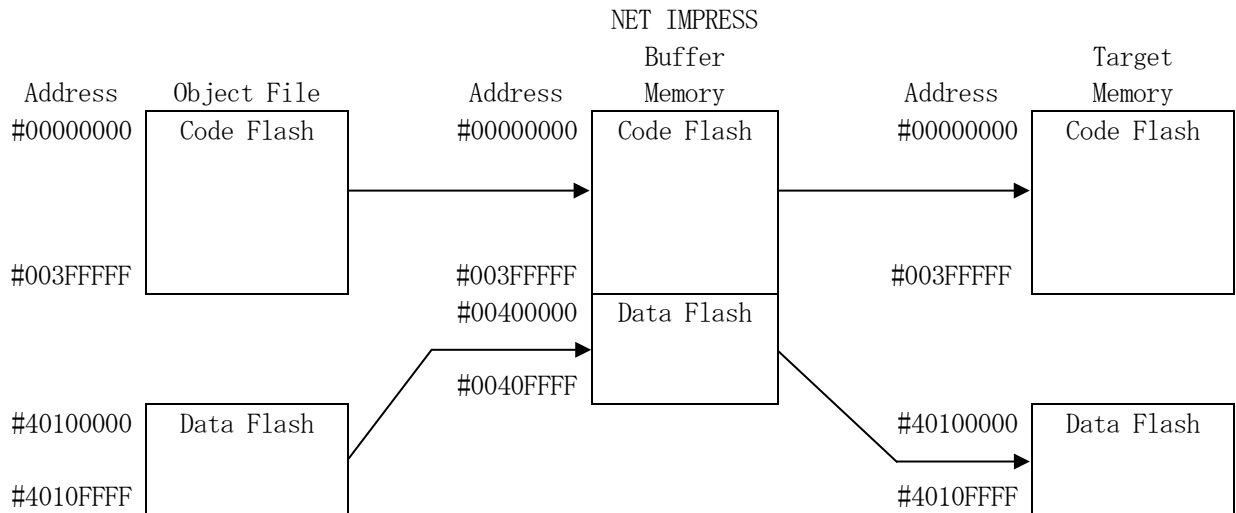 NET IMPRESS
Buffer Target
Address Object File Address Memory Address Memory
#00000000 Code Flash #00000000 Code Flash #00000000 Code Flash
#003FFFFF #003FFFFF #003FFFFF
#00400000 Data Flash
#0040FFFF
#40100000 Data Flash #40100000 Data Flash
#4010FFFF #4010FFFF